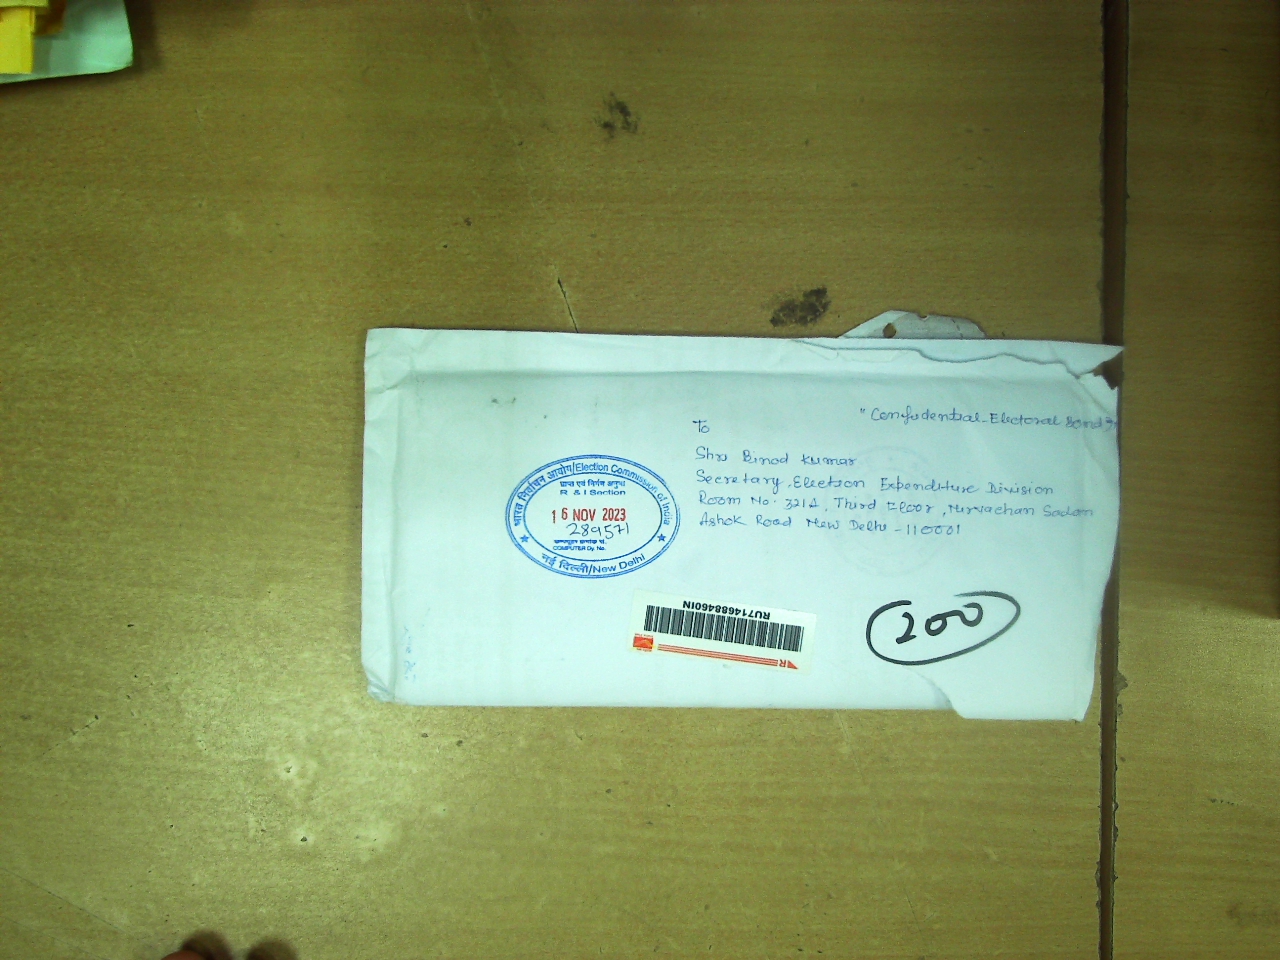 "Confidential-Electoral Bond
To
Shri Binod Kumar
Secretary, Election Expenditure Division
Room No. 321A, Third Floor, Nirvachan Sadan
Ashok Road New Delhi - 110001
भारत निर्वाचन आयोग/Election Commission of India
R & I Section
16 NOV 2023
289571
COMPUTER Dy. No.
नई दिल्ली/New Delhi
RU714688460IN
R
200